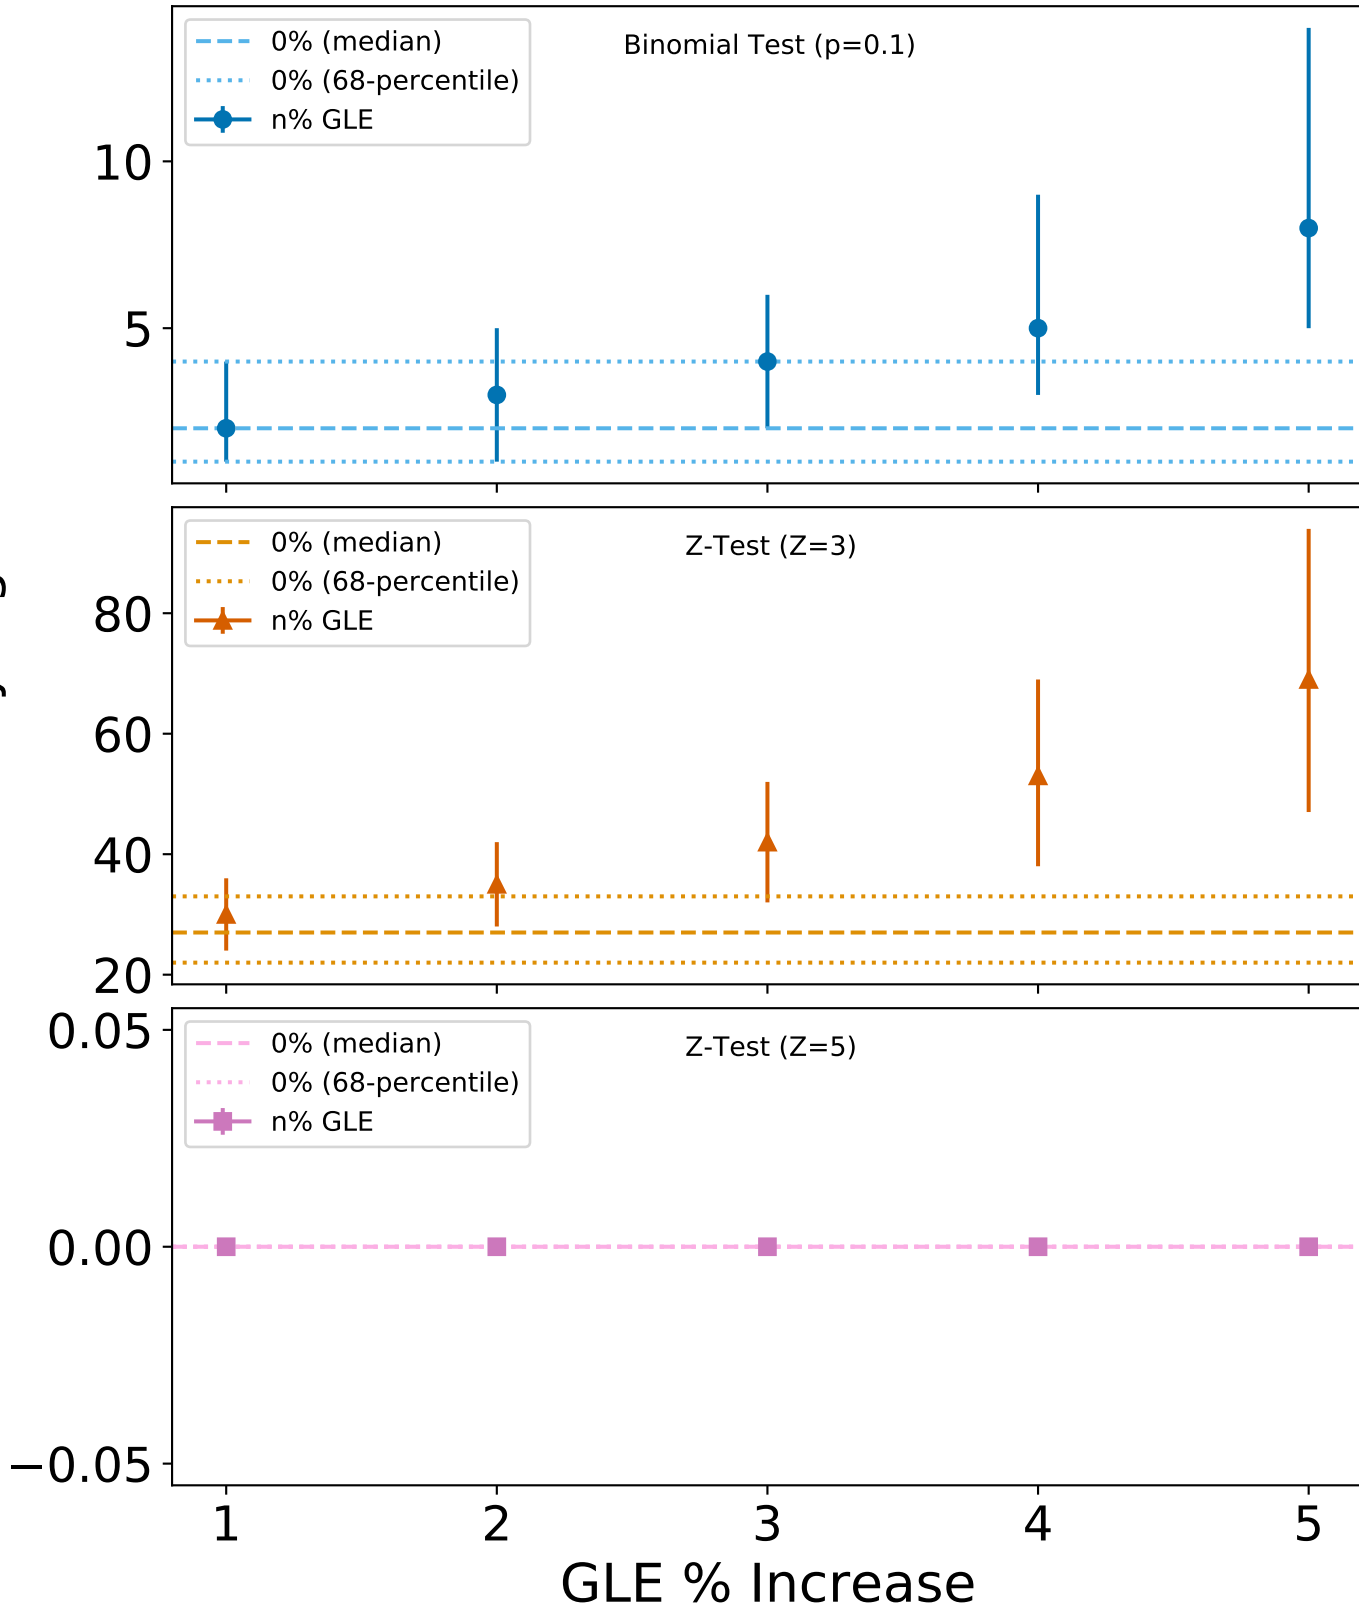 0% (median)
0% (68-percentile)
n% GLE
Binomial Test (p=0.1)
10
5
0% (median)
0% (68-percentile)
n% GLE
Z-Test (Z=3)
80
60
40
20
0% (median)
0% (68-percentile)
n% GLE
Z-Test (Z=5)
0.05
0.00
−0.05
1 2 3 4 5
GLE % Increase